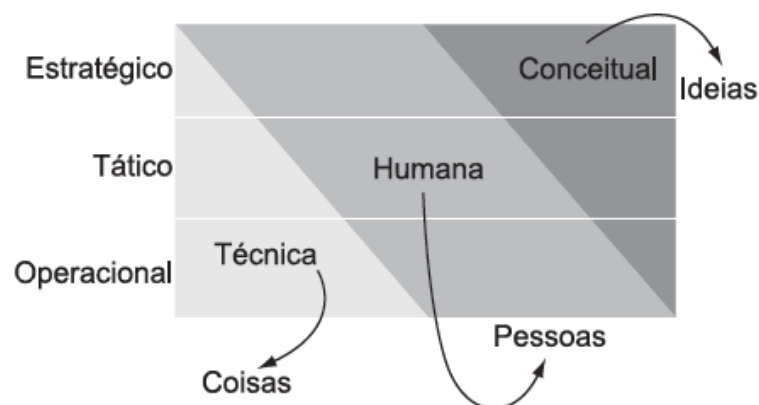 Estratégico
Conceitual
Ideias
Tático
Humana
Técnica
Operacional
Pessoas
Coisas